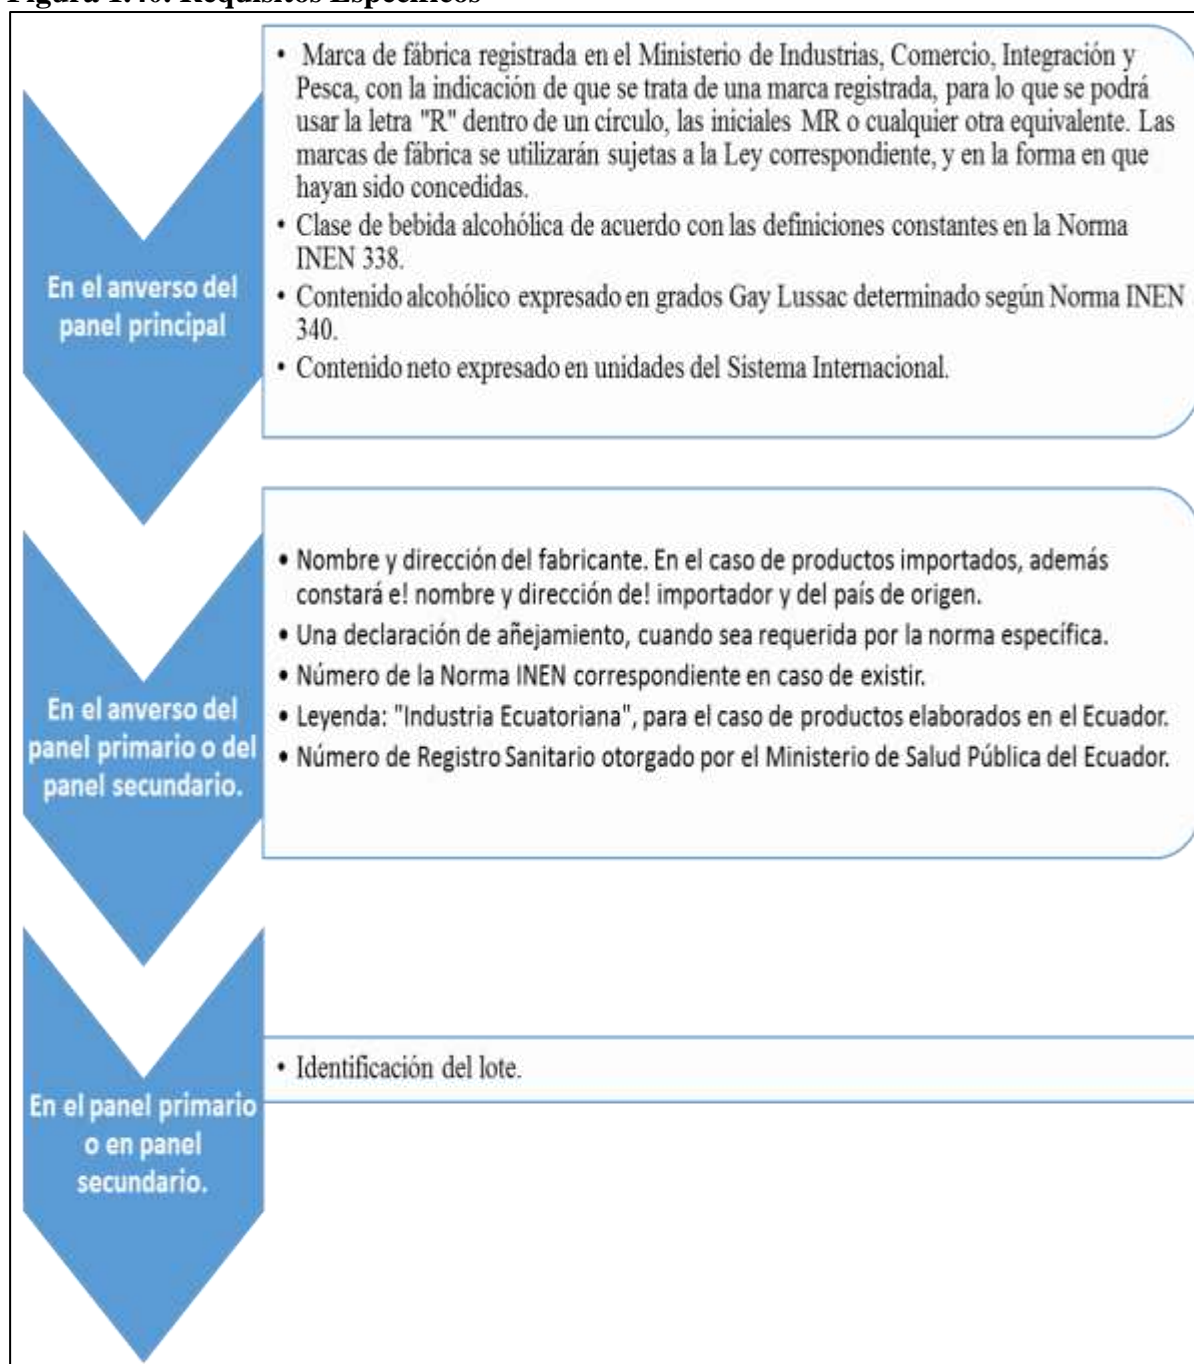 Figura 1.40. Requisitos Específicos
• Marca de fábrica registrada en el Ministerio de Industrias, Comercio, Integración y
Pesca, con la indicación de que se trata de una marca registrada, para lo que se podrá
usar la letra "R" dentro de un círculo, las iniciales MR o cualquier otra equivalente. Las
marcas de fábrica se utilizarán sujetas a la Ley correspondiente, y en la forma en que
hayan sido concedidas.
• Clase de bebida alcohólica de acuerdo con las definiciones constantes en la Norma
INEN 338.
• Contenido alcohólico expresado en grados Gay Lussac determinado según Norma INEN
340.
• Contenido neto expresado en unidades del Sistema Internacional.
En el anverso del
panel principal
• Nombre y dirección del fabricante. En el caso de productos importados, además
constará e! nombre y dirección de! importador y del país de origen.
• Una declaración de añejamiento, cuando sea requerida por la norma específica.
• Número de la Norma INEN correspondiente en caso de existir.
• Leyenda: "Industria Ecuatoriana", para el caso de productos elaborados en el Ecuador.
• Número de Registro Sanitario otorgado por el Ministerio de Salud Pública del Ecuador.
En el anverso del
panel primario o del
panel secundario.
• Identificación del lote.
En el panel primario
o en panel
secundario.